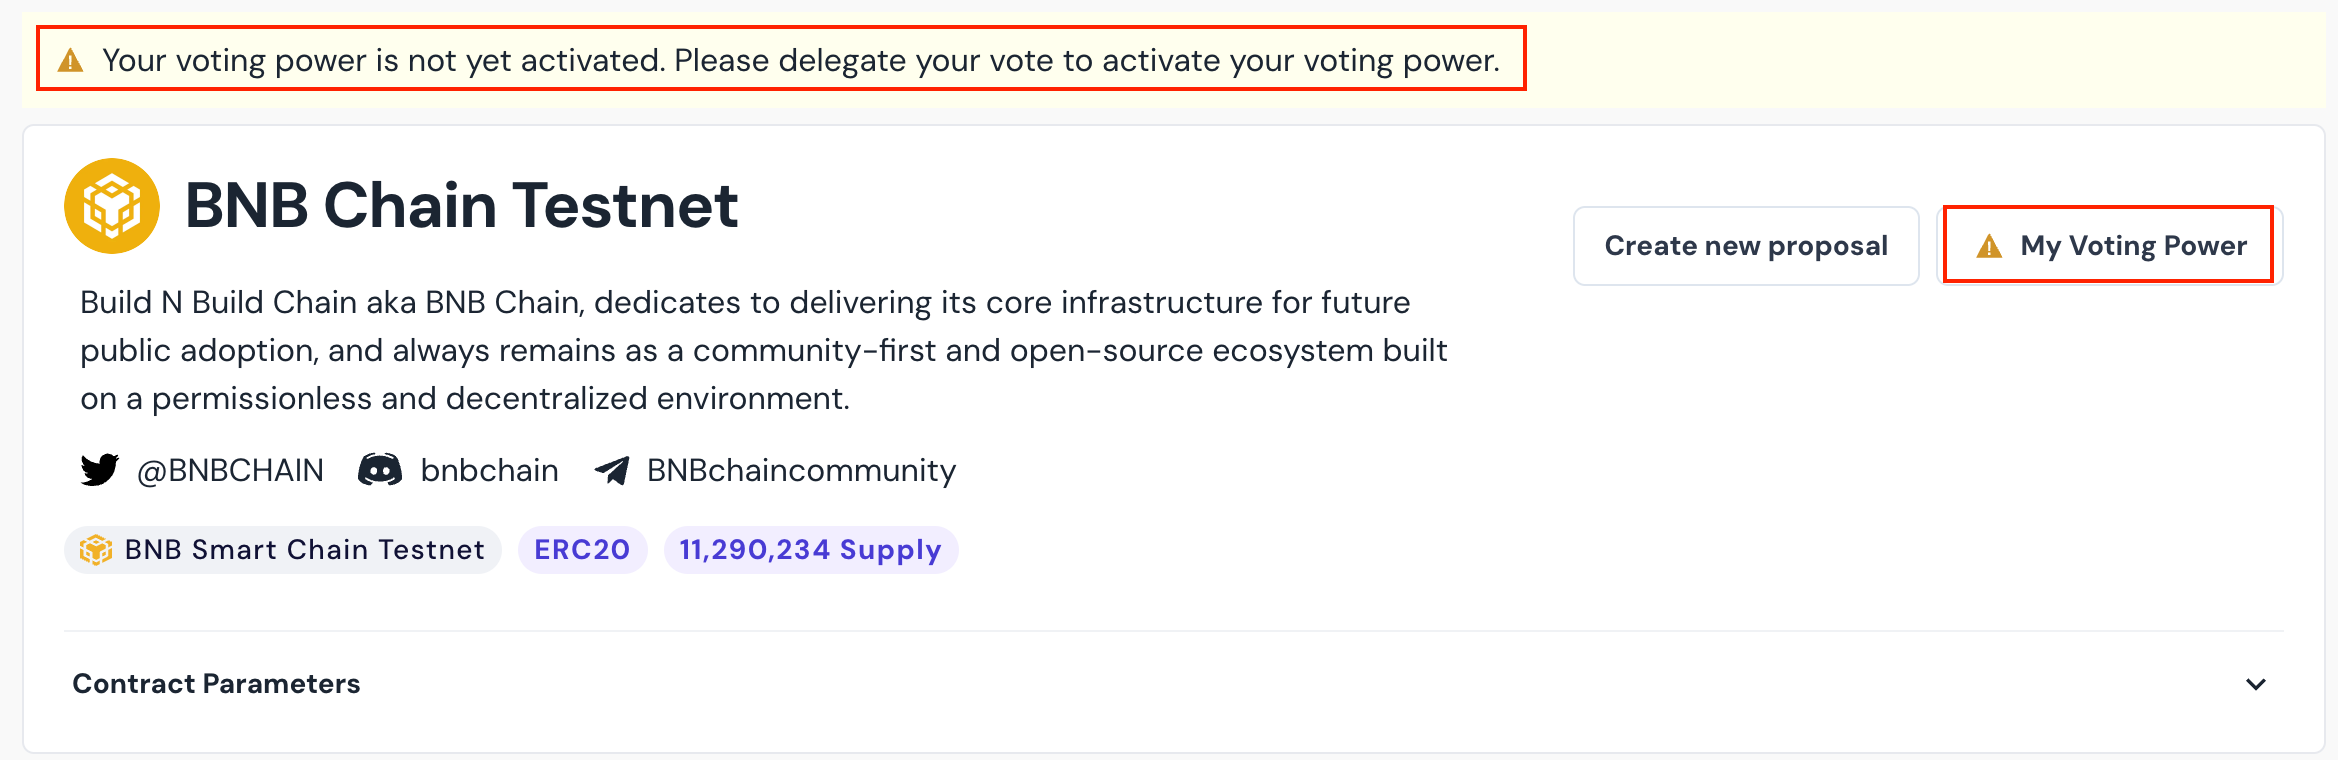 Your voting power is not yet activated. Please delegate your vote to activate your voting power.
BNB Chain Testnet
Create new proposal
My Voting Power
Build N Build Chain aka BNB Chain, dedicates to delivering its core infrastructure for future
public adoption, and always remains as a community-first and open-source ecosystem built
on a permissionless and decentralized environment.
@BNBCHAIN bnbchain BNBchaincommunity
BNB Smart Chain Testnet ERC20 11,290,234 Supply
Contract Parameters